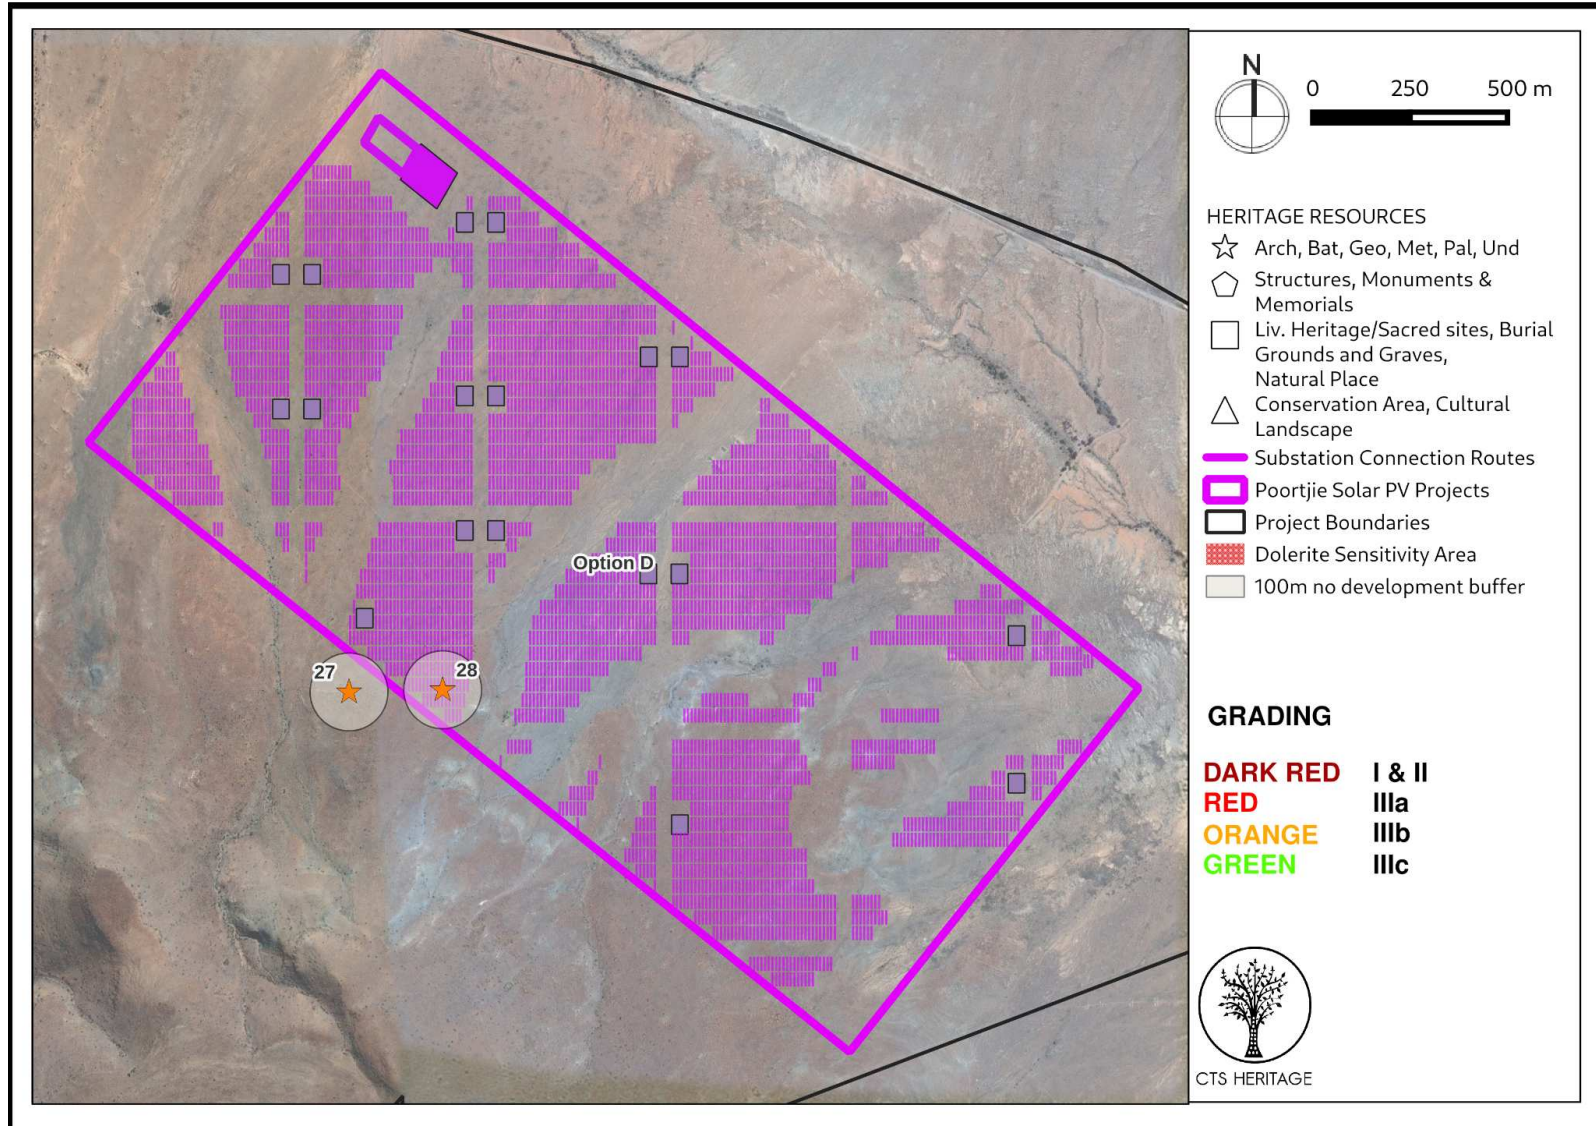 N
0 250 500 m
HERITAGE RESOURCES
Arch, Bat, Geo, Met, Pal, Und
Structures, Monuments &
Memorials
Liv. Heritage/Sacred sites, Burial
Grounds and Graves,
Natural Place
Conservation Area, Cultural
Landscape
Substation Connection Routes
Poortjie Solar PV Projects
Project Boundaries
Dolerite Sensitivity Area
100m no development buffer
Option D
27
28
GRADING
DARK RED I & II
RED IIIa
ORANGE IIIb
GREEN IIIc
CTS HERITAGE